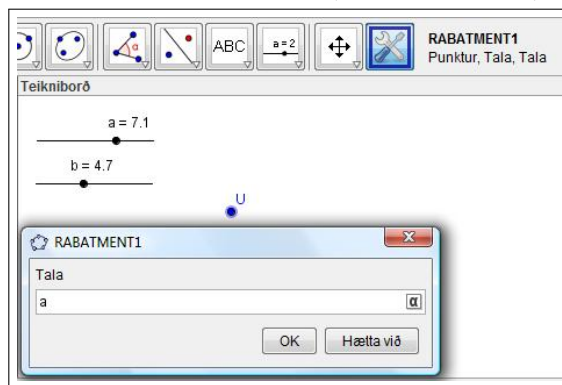 ABC
a=2
RABATMENT1
Punktur, Tala, Tala
Teikniborð
a = 7.1
b = 4.7
U
RABATMENT1
Tala
a
α
OK
Hætta við